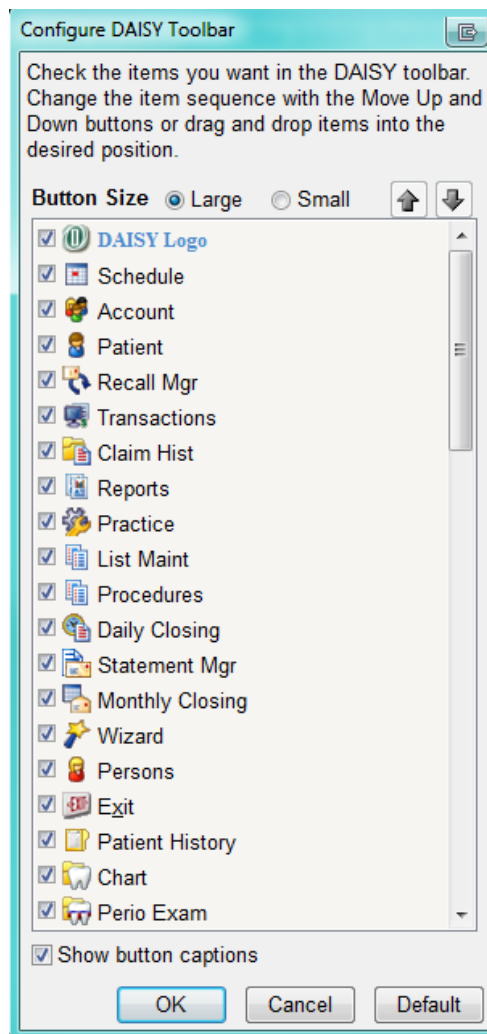 Configure DAISY Toolbar
Check the items you want in the DAISY toolbar.
Change the item sequence with the Move Up and
Down buttons or drag and drop items into the
desired position.
Button Size Large Small
DAISY Logo
Schedule
Account
Patient
Recall Mgr
Transactions
Claim Hist
Reports
Practice
List Maint
Procedures
Daily Closing
Statement Mgr
Monthly Closing
Wizard
Persons
Exit
Patient History
Chart
Perio Exam
Show button captions
OK Cancel Default